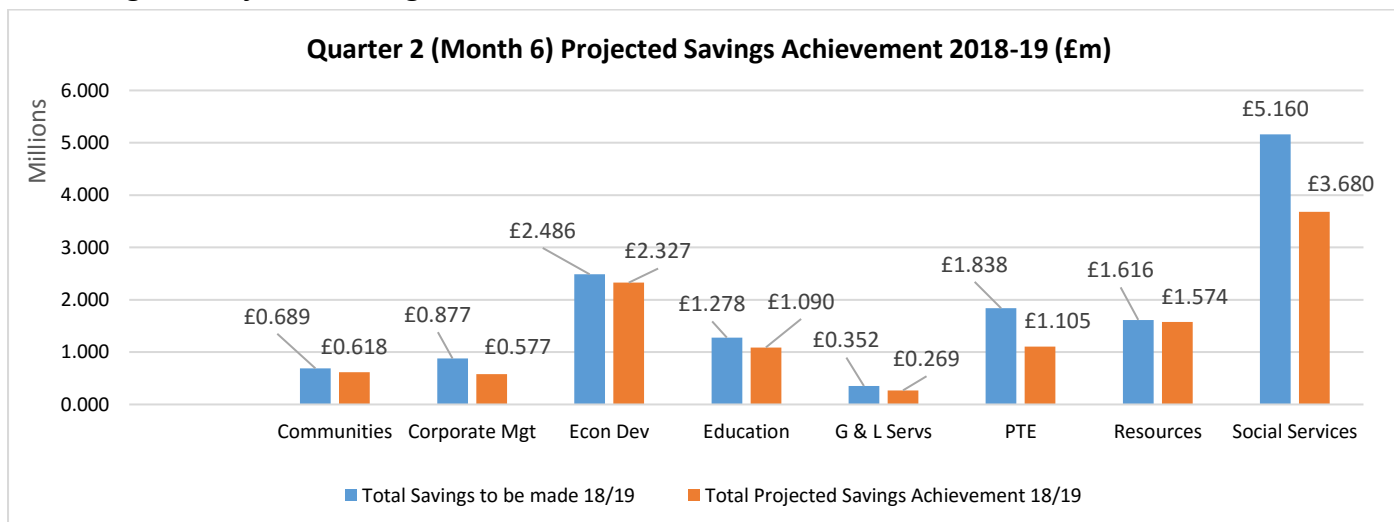 Quarter 2 (Month 6) Projected Savings Achievement 2018-19 (£m)
Millions
6.000
5.000
4.000
3.000
2.000
1.000
0.000
£0.689
£0.618
£0.877
£0.577
£2.486
£2.327
£1.278
£1.090
£0.352
£0.269
£1.838
£1.105
£1.616
£1.574
£5.160
£3.680
Communities
Corporate Mgt
Econ Dev
Education
G & L Servs
PTE
Resources
Social Services
Total Savings to be made 18/19
Total Projected Savings Achievement 18/19